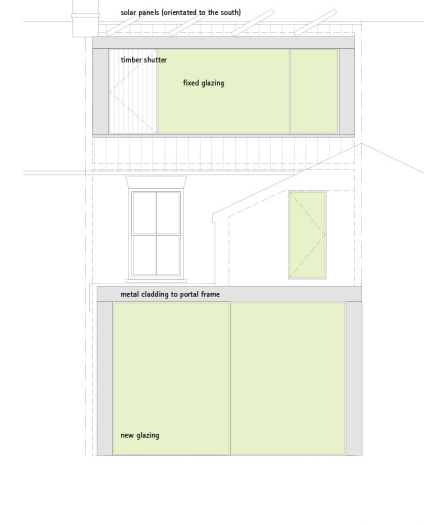 solar panels (orientated to the south)
timber shutter
fixed glazing
metal cladding to portal frame
new glazing